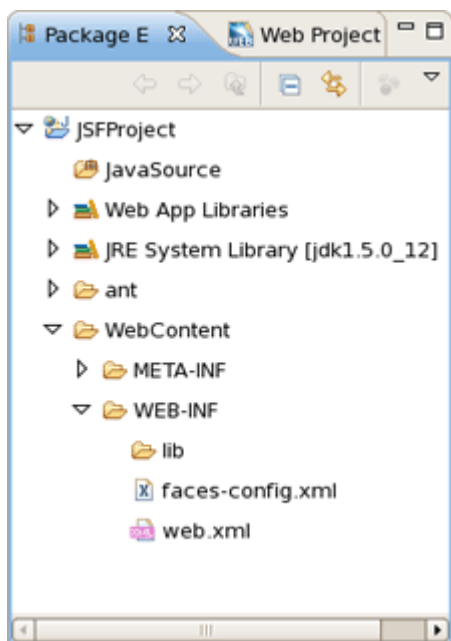 Package E Web Project
JSFProject
JavaSource
Web App Libraries
JRE System Library [jdk1.5.0_12]
ant
WebContent
META-INF
WEB-INF
lib
faces-config.xml
web.xml